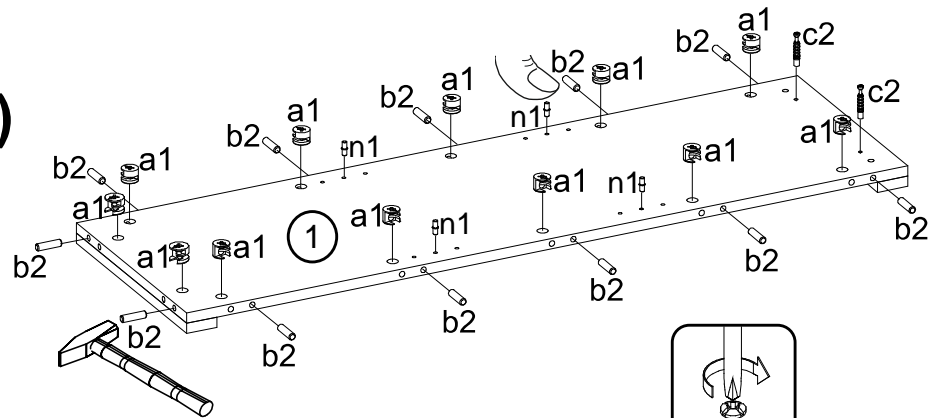 b2 a1 c2
b2 a1
b2 a1 n1 c2
b2 a1 n1 a1
b2 a1 a1
a1 a1 n1
a1 1 a1 b2
a1 a1 n1 b2
b2 b2
b2 b2 b2
)